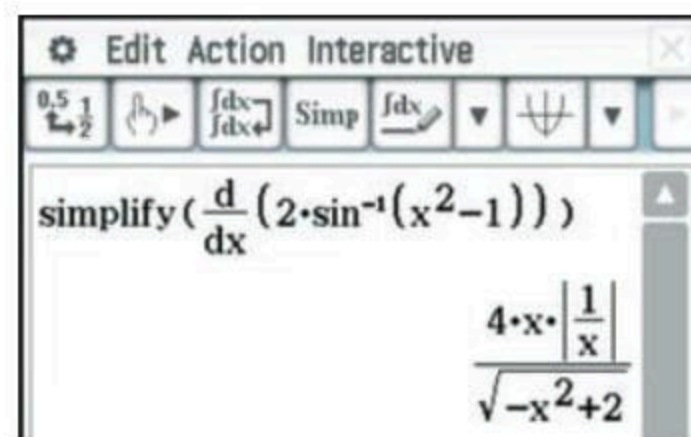 Edit Action Interactive
0.5 1/2 ∫dx ∫dx Simp ∫dx
simplify(d/dx(2·sin⁻¹(x²−1)))
4·x·|1/x|/√(−x²+2)